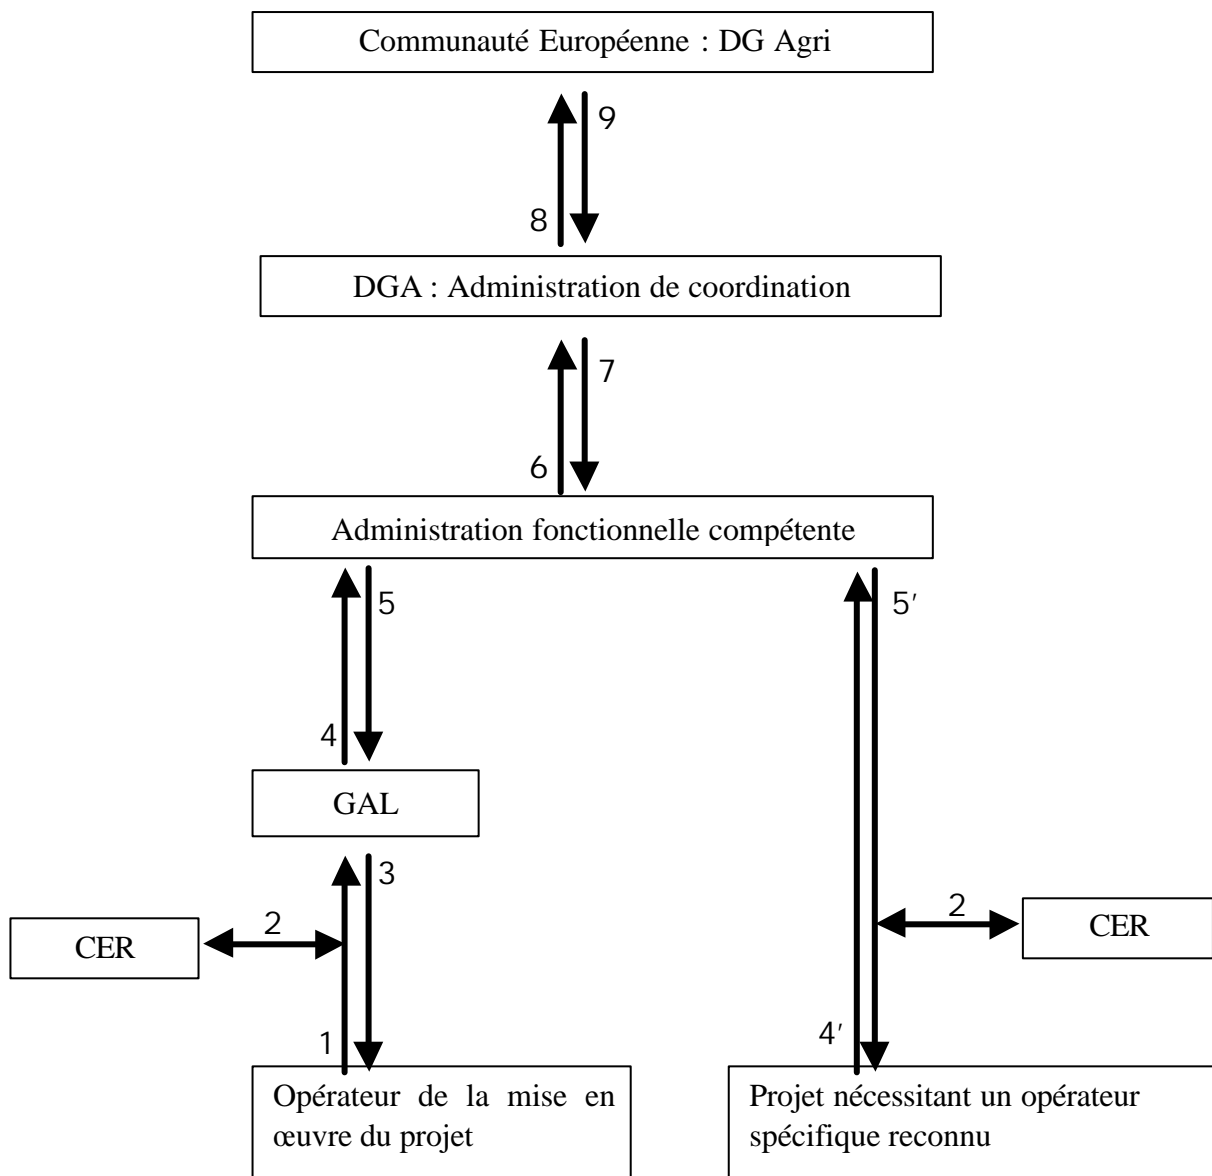 Communauté Européenne : DG Agri
9
8
DGA : Administration de coordination
7
6
Administration fonctionnelle compétente
5
5'
4
GAL
3
2
CER
2
CER
1
4'
Opérateur de la mise en
œuvre du projet
Projet nécessitant un opérateur
spécifique reconnu